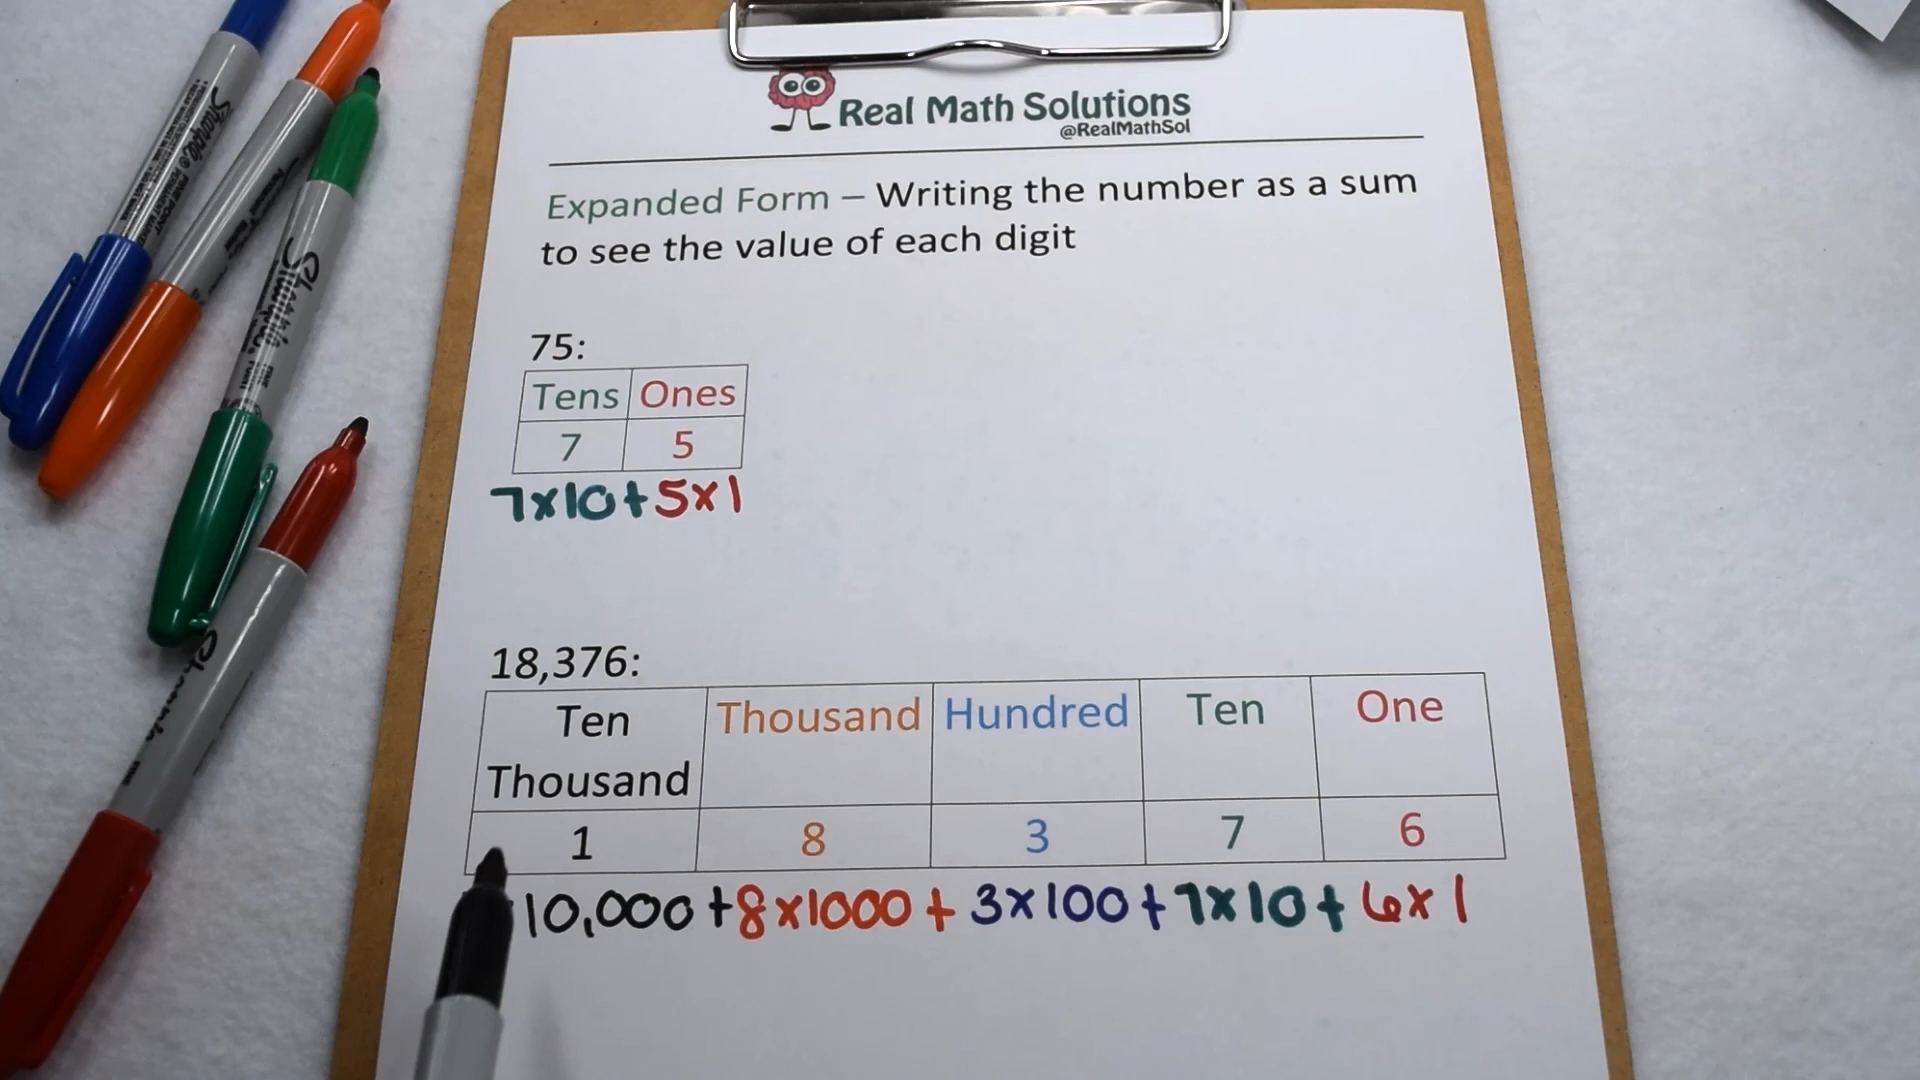 Real Math Solutions
@RealMathSol
Expanded Form – Writing the number as a sum
to see the value of each digit
75:
Tens Ones
7 5
7x10+5x1
18,376:
Ten Thousand Thousand Hundred Ten One
1 8 3 7 6
10,000+8x1000+3x100+7x10+6x1
Sharpie
Sharpie